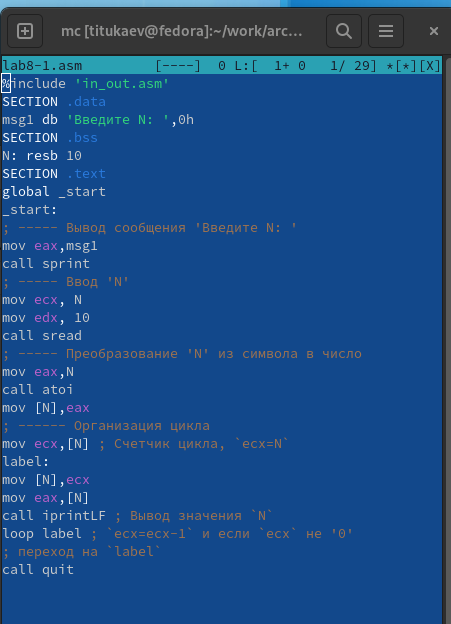 mc [titukaev@fedora]:~/work/arc...
lab8-1.asm [----] 0 L:[ 1+ 0 1/ 29] *[*][X]
%include 'in_out.asm'
SECTION .data
msg1 db 'Введите N: ',0h
SECTION .bss
N: resb 10
SECTION .text
global _start
_start:
; ----- Вывод сообщения 'Введите N: '
mov eax,msg1
call sprint
; ----- Ввод 'N'
mov ecx, N
mov edx, 10
call sread
; ----- Преобразование 'N' из символа в число
mov eax,N
call atoi
mov [N],eax
; ------ Организация цикла
mov ecx,[N] ; Счетчик цикла, `ecx=N`
label:
mov [N],ecx
mov eax,[N]
call iprintLF ; Вывод значения `N`
loop label ; `ecx=ecx-1` и если `ecx` не '0'
; переход на `label`
call quit